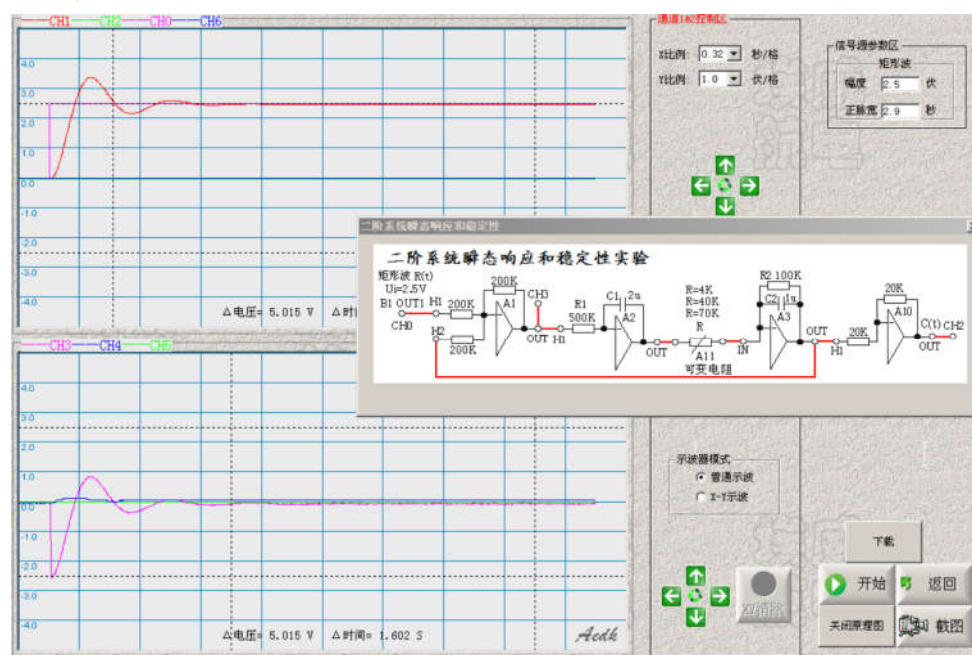 CH1 CH2 CH0 CH6
4.0
3.0
2.0
1.0
0.0
-1.0
-2.0
-3.0
-4.0
△电压= 5.015 V △时
通道1&2控制区
X比例: 0.32 秒/格
Y比例: 1.0 伏/格
信号源参数区
矩形波
幅度 2.5 伏
正脉宽 2.9 秒
二阶系统瞬态响应和稳定性
二阶系统瞬态响应和稳定性实验
矩形波 R(t)
Ui=2.5V
B1 OUT1 H1 200K
CH0
H2
200K
200K
A1
CH3
OUT H1
R1
500K
C1 2u
A2
OUT
R=4K
R=40K
R=70K
R
A11
可变电阻
IN
R2 100K
C2 1u
A3
OUT
H1
20K
20K
A10
OUT
C(t) CH2
CH3 CH4 CH5
4.0
3.0
2.0
1.0
0.0
-1.0
-2.0
-3.0
-4.0
△电压= 5.015 V △时间= 1.602 S
Aedk
示波器模式
普通示波
X-Y示波
下载
开始
返回
关闭原理图
截图